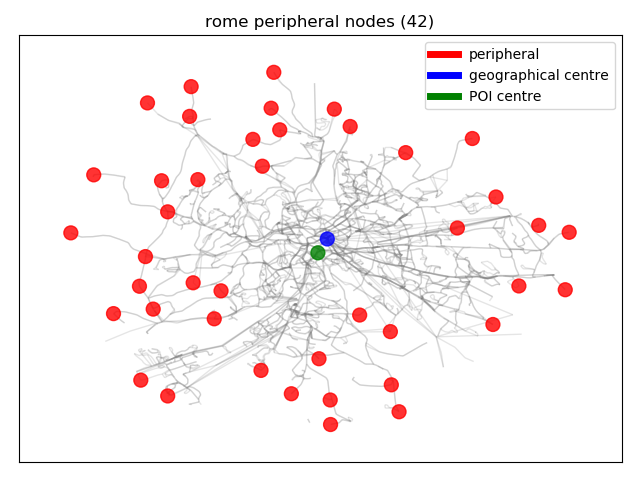 rome peripheral nodes (42)
peripheral
geographical centre
POI centre